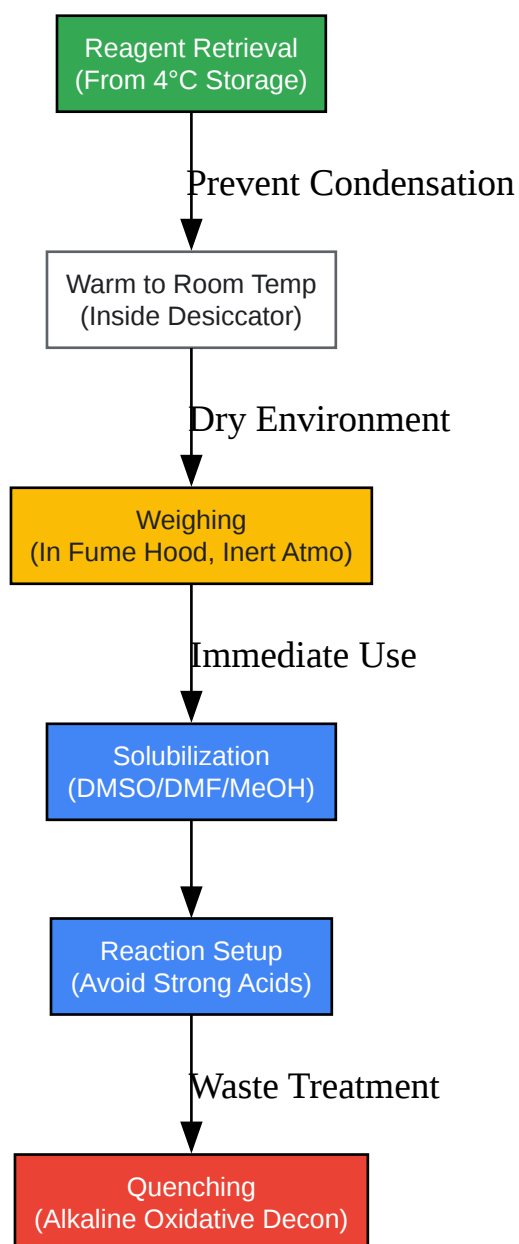 Reagent Retrieval
(From 4°C Storage)
Prevent Condensation
Warm to Room Temp
(Inside Desiccator)
Dry Environment
Weighing
(In Fume Hood, Inert Atmo)
Immediate Use
Solubilization
(DMSO/DMF/MeOH)
Reaction Setup
(Avoid Strong Acids)
Waste Treatment
Quenching
(Alkaline Oxidative Decon)